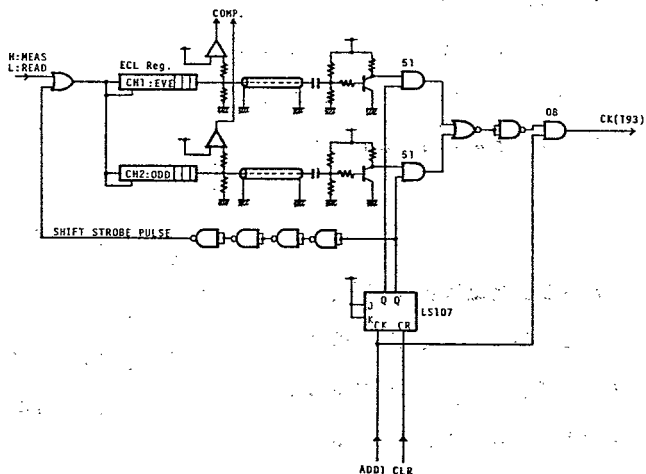 COMP.
H:MEAS
L:READ
ECL Reg.
CH1:EVE
S1
08
CK(193)
CH2:ODD
S1
SHIFT STROBE PULSE
Q Q
J
K
CK CR
LS107
ADD1 CLR